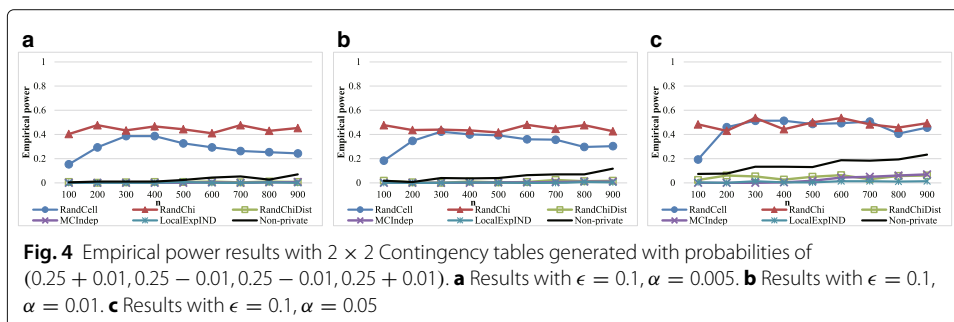 a
b
c
Empirical power
1
0.8
0.6
0.4
0.2
0
100 200 300 400 500 600 700 800 900
n
RandCell RandChi RandChiDist
MCIndep LocalExpIND Non-private
Empirical power
1
0.8
0.6
0.4
0.2
0
100 200 300 400 500 600 700 800 900
n
RandCell RandChi RandChiDist
MCIndep LocalExpIND Non-private
Empirical power
1
0.8
0.6
0.4
0.2
0
100 200 300 400 500 600 700 800 900
n
RandCell RandChi RandChiDist
MCIndep LocalExpIND Non-private
Fig. 4 Empirical power results with 2 × 2 Contingency tables generated with probabilities of
(0.25 + 0.01, 0.25 − 0.01, 0.25 − 0.01, 0.25 + 0.01). a Results with ϵ = 0.1, α = 0.005. b Results with ϵ = 0.1,
α = 0.01. c Results with ϵ = 0.1, α = 0.05